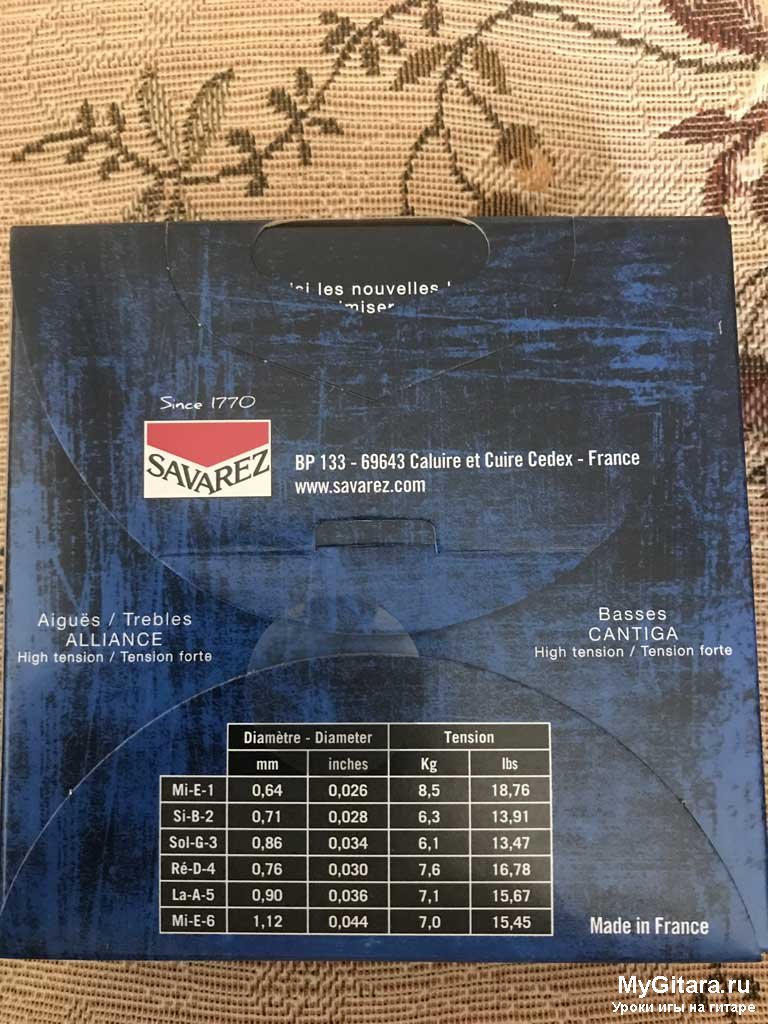 les nouvelles
Since 1770
SAVAREZ
BP 133 - 69643 Caluire et Cuire Cedex - France
www.savarez.com
Aiguës / Trebles
ALLIANCE
High tension / Tension forte
Basses
CANTIGA
High tension / Tension forte
Diamètre - Diameter Tension
mm inches Kg lbs
Mi-E-1 0,64 0,026 8,5 18,76
Si-B-2 0,71 0,028 6,3 13,91
Sol-G-3 0,86 0,034 6,1 13,47
Ré-D-4 0,76 0,030 7,6 16,78
La-A-5 0,90 0,036 7,1 15,67
Mi-E-6 1,12 0,044 7,0 15,45
Made in France
MyGitara.ru
Уроки игы на гитаре